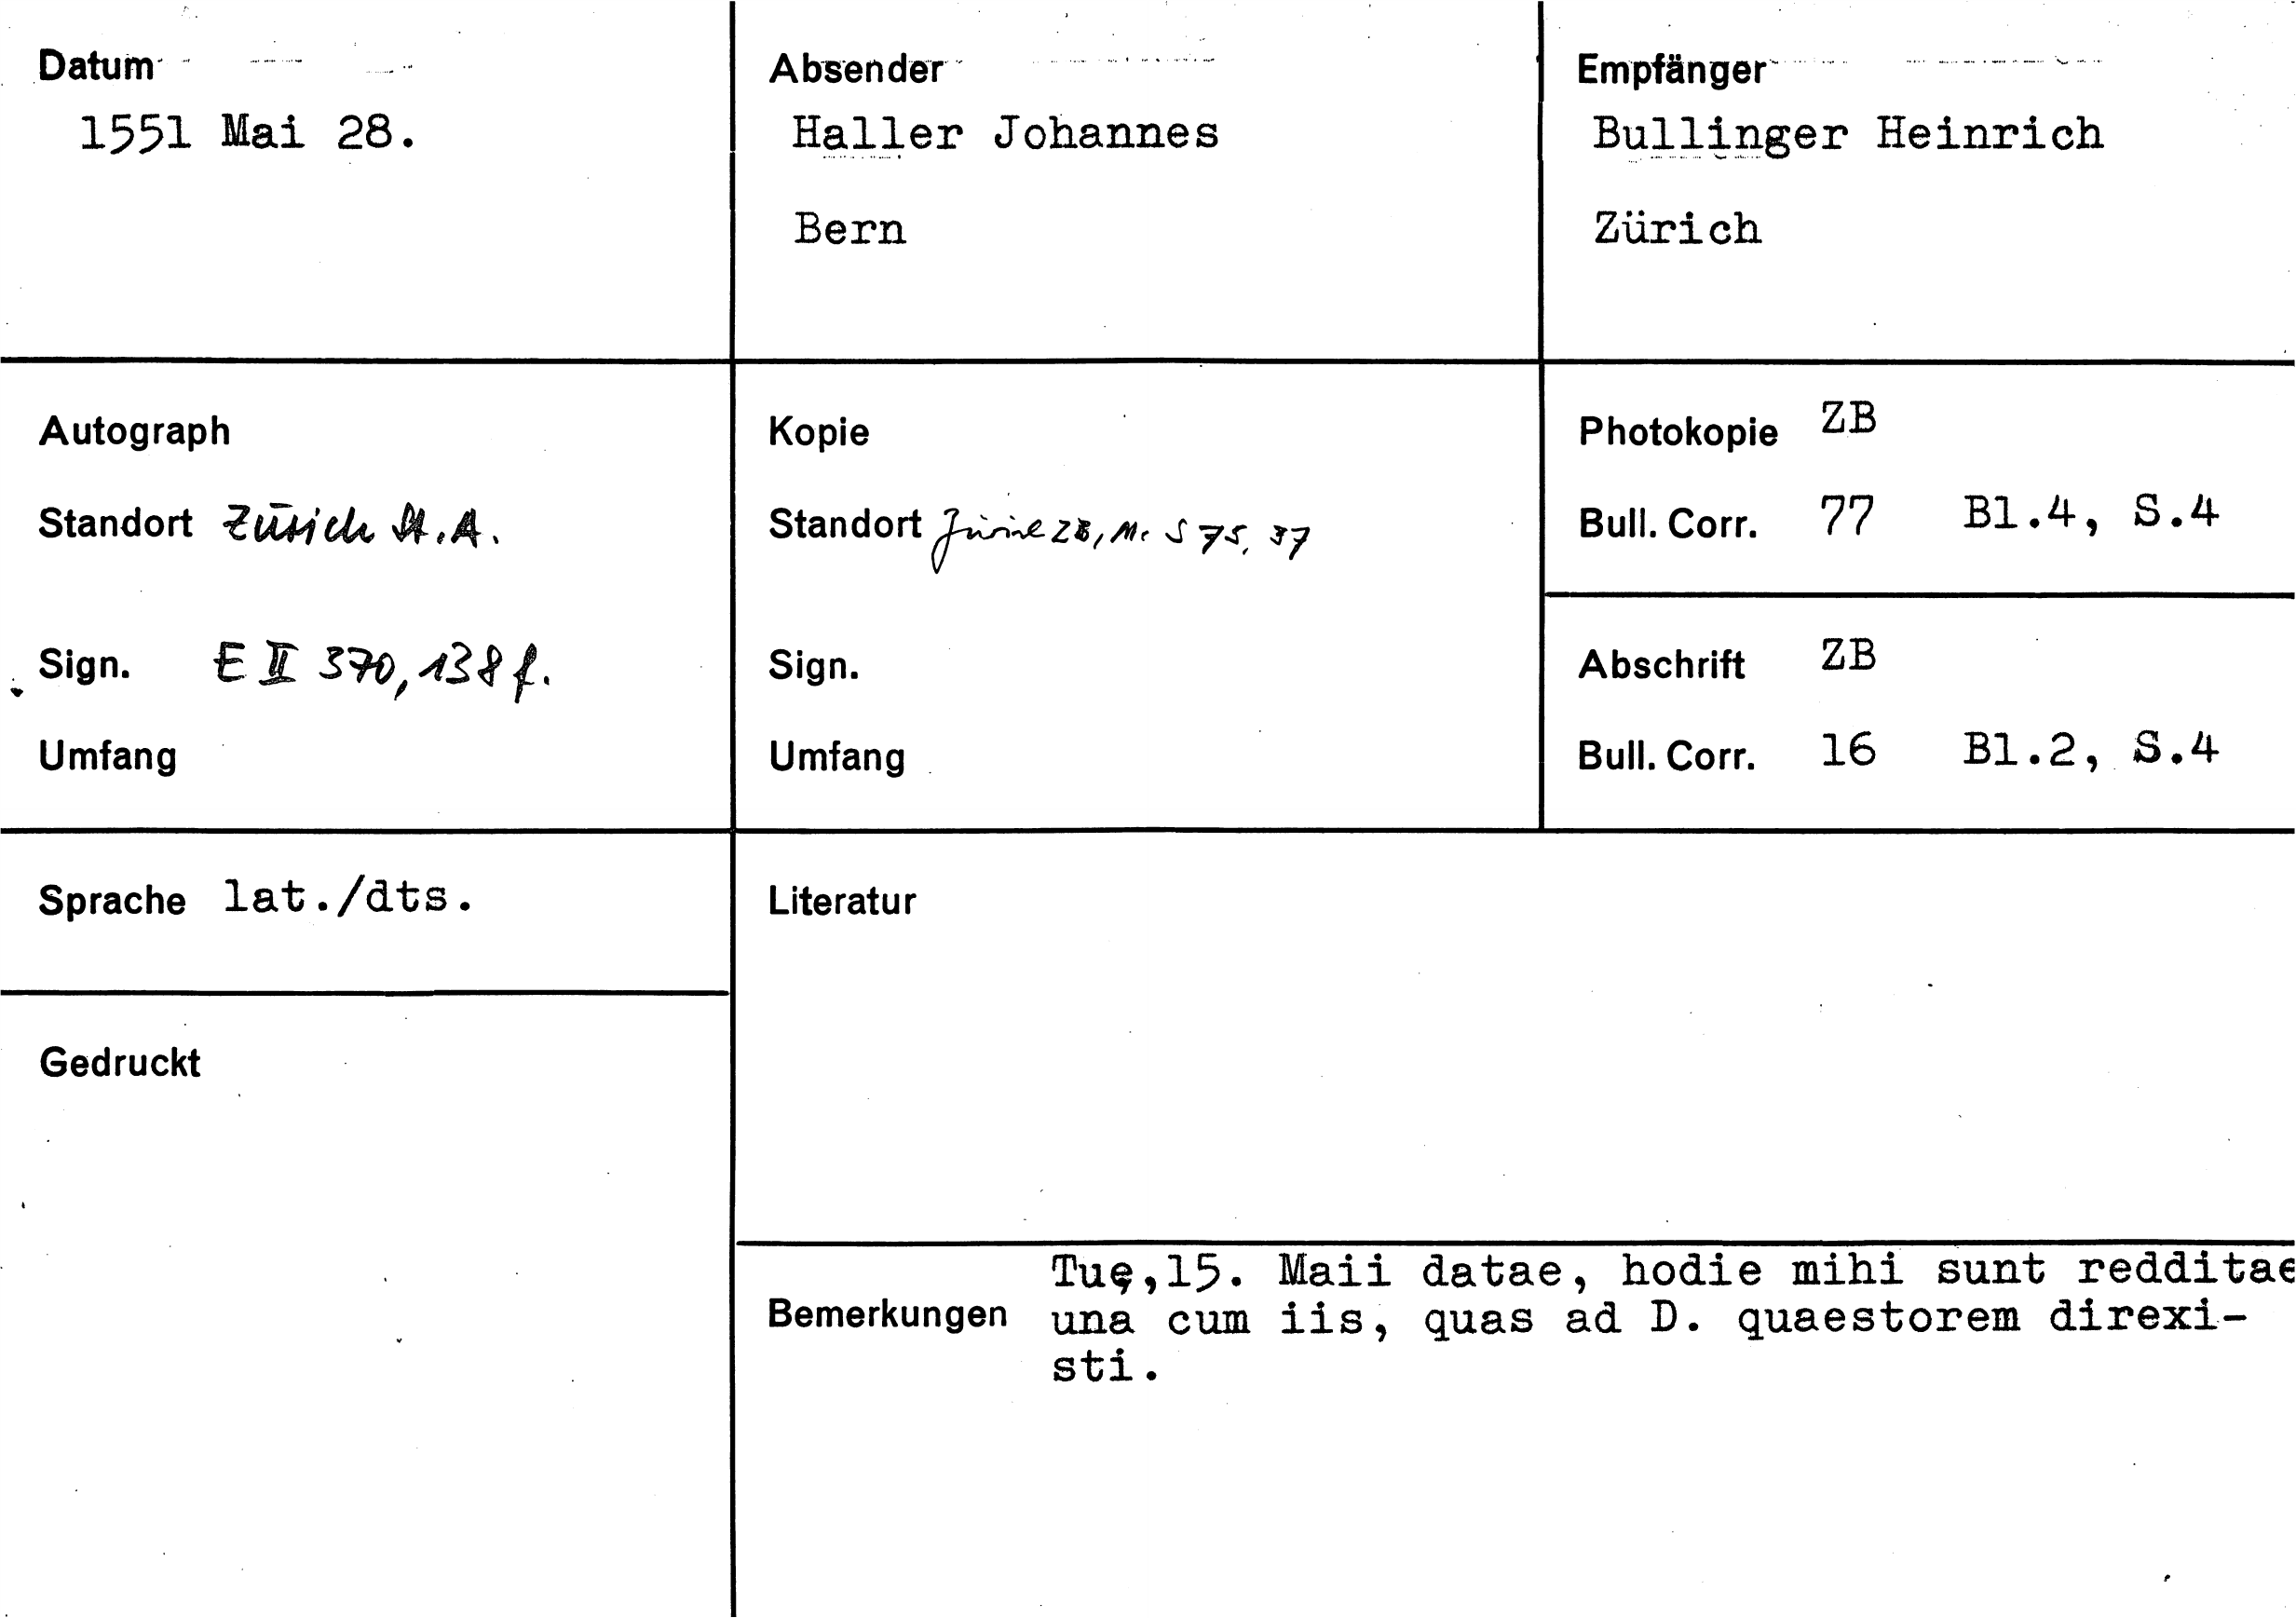 Datum
1551 Mai 28.
Absender
Haller Johannes
Bern
Empfänger
Bullinger Heinrich
Zürich
Autograph
Standort Zürich St.A.
Sign. E II 370, 138 f.
Umfang
Kopie
Standort Zürich ZB, Ms S 75, 37
Sign.
Umfang
Photokopie ZB
Bull. Corr. 77 Bl.4, S.4
Abschrift ZB
Bull. Corr. 16 Bl.2, S.4
Sprache lat./dts.
Gedruckt
Literatur
Bemerkungen
Tuę,15. Maii datae, hodie mihi sunt redditae
una cum iis, quas ad D. quaestorem direxi-
sti.